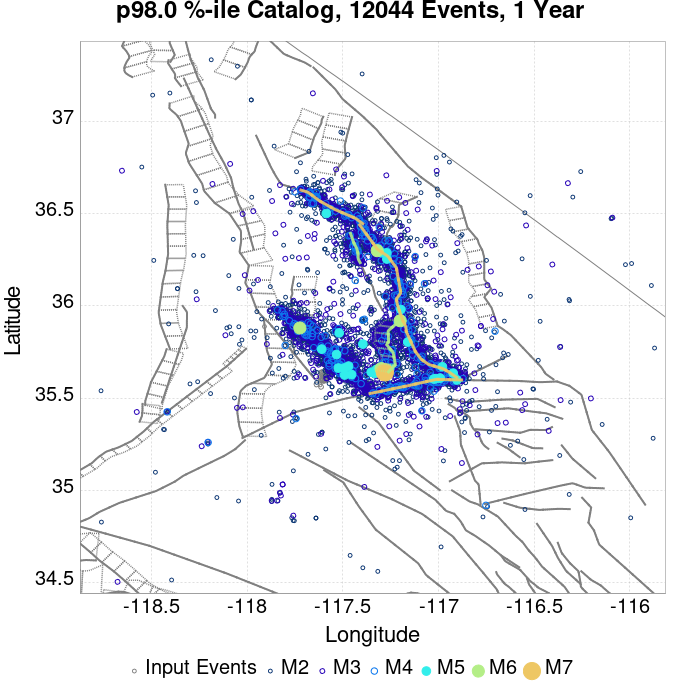 p98.0 %-ile Catalog, 12044 Events, 1 Year
37
36.5
36
35.5
35
34.5
Latitude
-118.5 -118 -117.5 -117 -116.5 -116
Longitude
Input Events M2 M3 M4 M5 M6 M7